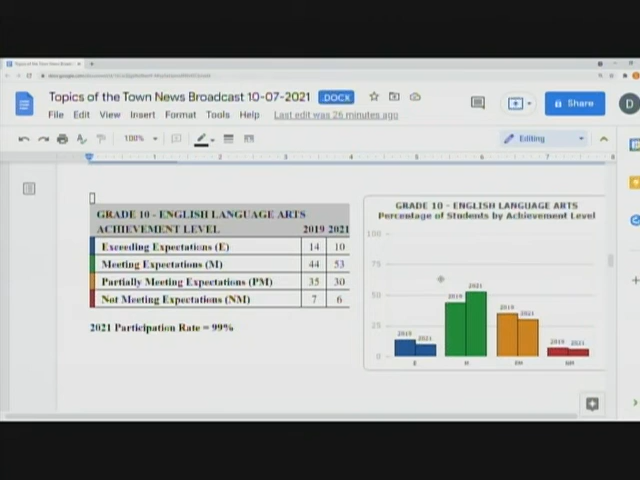 Topics of the Town News Broadcast 10-07-2021 .DOCX
Share
D
File Edit View Insert Format Tools Help Last edit was 26 minutes ago
100%
Editing
GRADE 10 - ENGLISH LANGUAGE ARTS
ACHIEVEMENT LEVEL 2019 2021
Exceeding Expectations (E) 14 10
Meeting Expectations (M) 44 53
Partially Meeting Expectations (PM) 35 30
Not Meeting Expectations (NM) 7 6
2021 Participation Rate = 99%
GRADE 10 - ENGLISH LANGUAGE ARTS
Percentage of Students by Achievement Level
100
75
50
25
0
2019 2021
2019 2021
2019 2021
2019 2021
E M PM NM